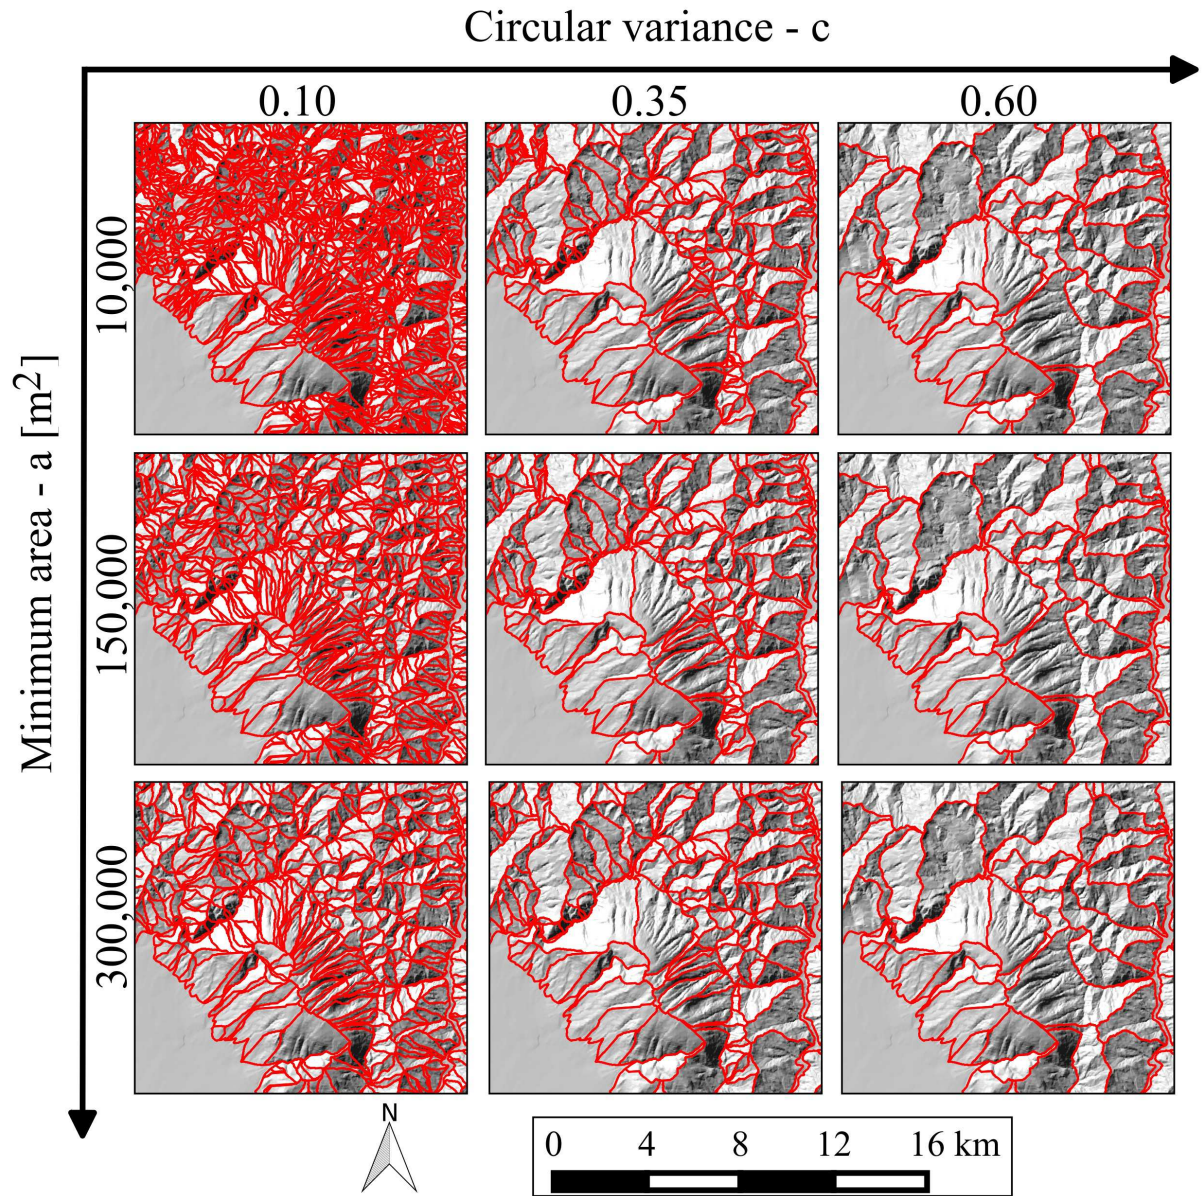 Circular variance - c
0.10 0.35 0.60
Minimum area - a [m²]
10,000
150,000
300,000
N
0 4 8 12 16 km